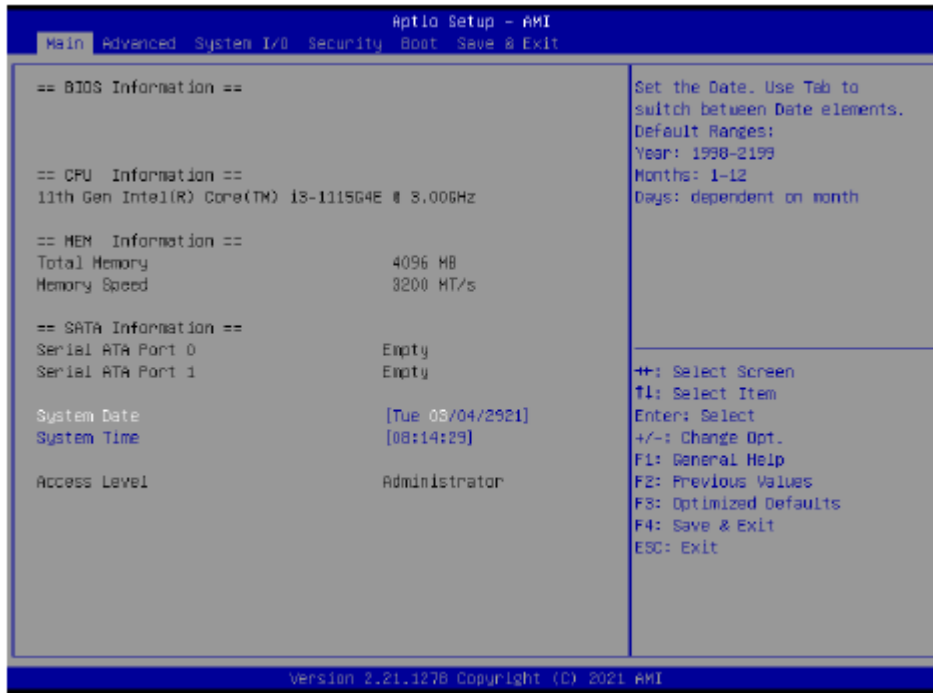 Aptio Setup - AMI
Main Advanced System I/O Security Boot Save & Exit
== BIOS Information ==
== CPU Information ==
11th Gen Intel(R) Core(TM) i3-1115G4E @ 3.00GHz
== MEM Information ==
Total Memory 4096 MB
Memory Speed 3200 MT/s
== SATA Information ==
Serial ATA Port 0 Empty
Serial ATA Port 1 Empty
System Date [Tue 03/04/2921]
System Time [08:14:29]
Access Level Administrator
Set the Date. Use Tab to
switch between Date elements.
Default Ranges:
Year: 1998-2199
Months: 1-12
Days: dependent on month
→←: Select Screen
↑↓: Select Item
Enter: Select
+/-: Change Opt.
F1: General Help
F2: Previous Values
F3: Optimized Defaults
F4: Save & Exit
ESC: Exit
Version 2.21.1278 Copyright (C) 2021 AMI